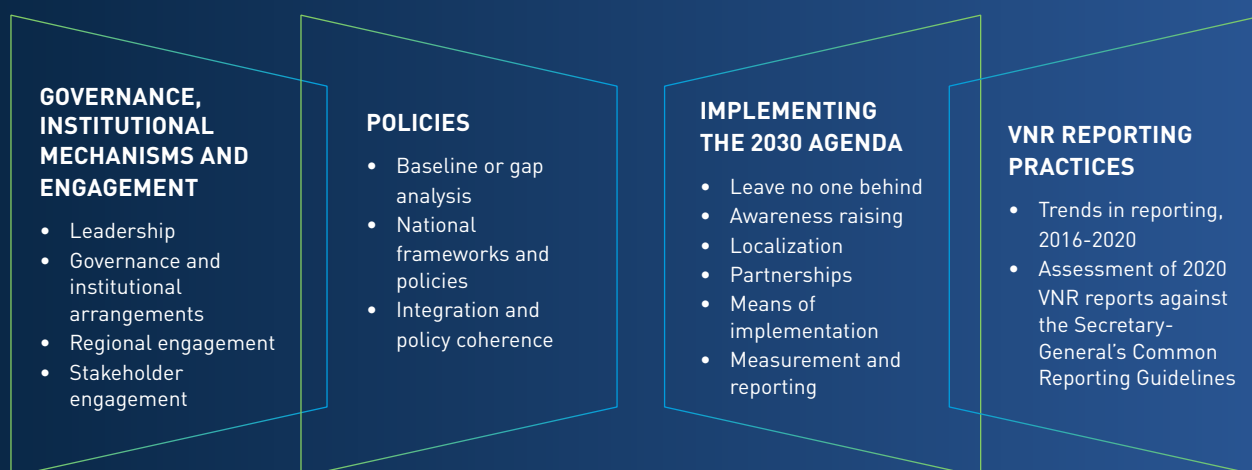 GOVERNANCE,
INSTITUTIONAL
MECHANISMS AND
ENGAGEMENT
• Leadership
• Governance and
institutional
arrangements
• Regional engagement
• Stakeholder
engagement
POLICIES
• Baseline or gap
analysis
• National
frameworks and
policies
• Integration and
policy coherence
IMPLEMENTING
THE 2030 AGENDA
• Leave no one behind
• Awareness raising
• Localization
• Partnerships
• Means of
implementation
• Measurement and
reporting
VNR REPORTING
PRACTICES
• Trends in reporting,
2016-2020
• Assessment of 2020
VNR reports against
the Secretary-
General’s Common
Reporting Guidelines